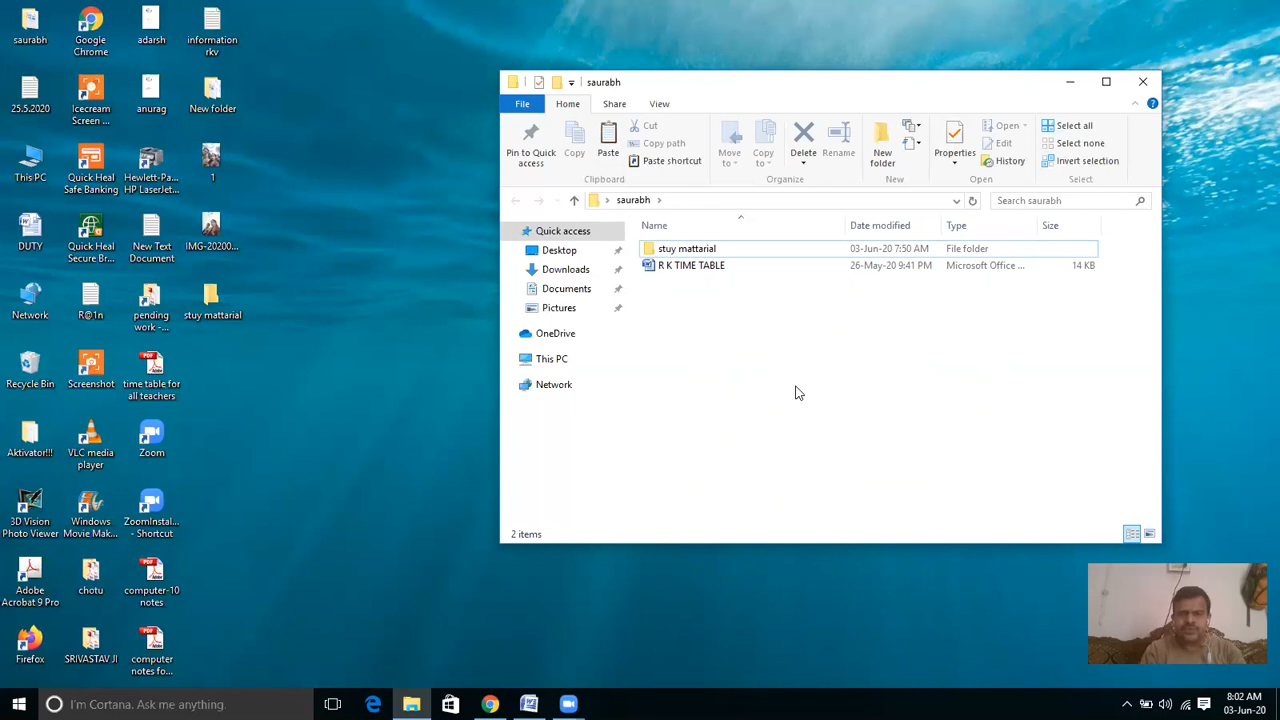 saurabh
Google Chrome
adarsh
information rkv
25.5.2020
Icecream Screen ...
anurag
New folder
This PC
Quick Heal Safe Banking
Hewlett-Pa... HP LaserJet...
1
DUTY
Quick Heal Secure Br...
New Text Document
IMG-20200...
Network
R@1n
pending work -...
stuy mattarial
Recycle Bin
Screenshot
time table for all teachers
Aktivator!!!
VLC media player
Zoom
3D Vision Photo Viewer
Windows Movie Mak...
ZoomInstal... - Shortcut
Adobe Acrobat 9 Pro
chotu
computer-10 notes
Firefox
SRIVASTAV JI
computer notes fo...
saurabh
File Home Share View
Pin to Quick access
Copy
Paste
Cut
Copy path
Paste shortcut
Clipboard
Move to
Copy to
Delete
Rename
Organize
New folder
New
Properties
Open
Edit
History
Open
Select all
Select none
Invert selection
Select
saurabh
Search saurabh
Quick access
Desktop
Downloads
Documents
Pictures
OneDrive
This PC
Network
Name Date modified Type Size
stuy mattarial 03-Jun-20 7:50 AM File folder
R K TIME TABLE 26-May-20 9:41 PM Microsoft Office ... 14 KB
2 items
I'm Cortana. Ask me anything.
8:02 AM
03-Jun-20